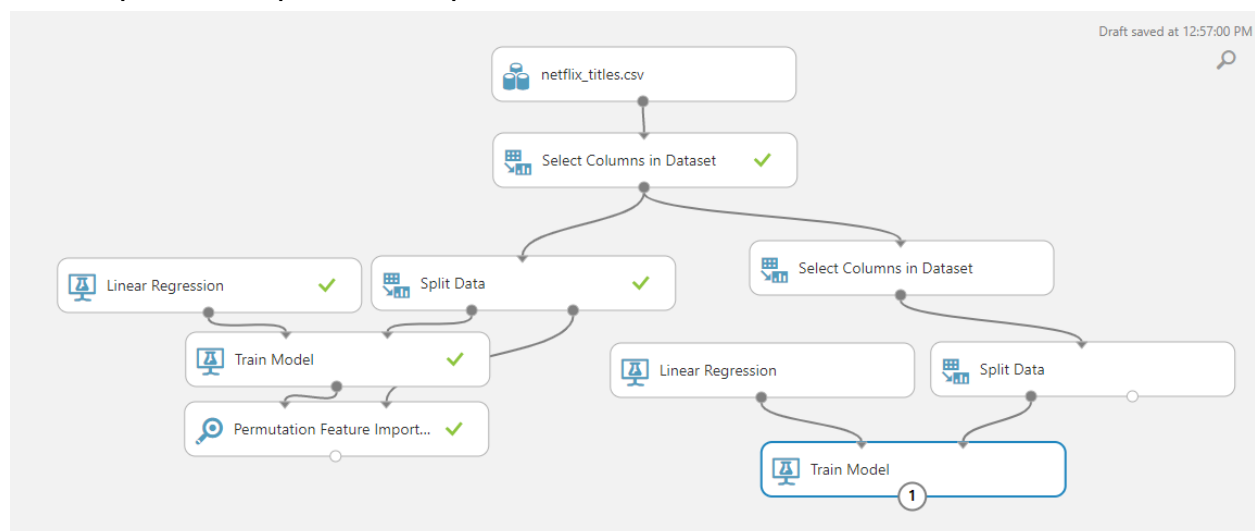 Draft saved at 12:57:00 PM
netflix_titles.csv
Select Columns in Dataset
Select Columns in Dataset
Linear Regression
Split Data
Train Model
Linear Regression
Split Data
Permutation Feature Import...
Train Model
1